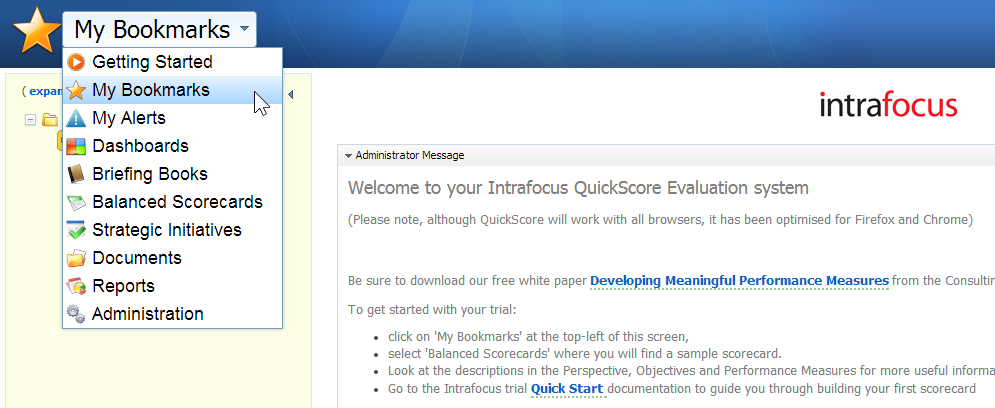 My Bookmarks
Getting Started
My Bookmarks
My Alerts
Dashboards
Briefing Books
Balanced Scorecards
Strategic Initiatives
Documents
Reports
Administration
intrafocus
Administrator Message
Welcome to your Intrafocus QuickScore Evaluation system
(Please note, although QuickScore will work with all browsers, it has been optimised for Firefox and Chrome)
Be sure to download our free white paper Developing Meaningful Performance Measures from the
To get started with your trial:
click on 'My Bookmarks' at the top-left of this screen,
select 'Balanced Scorecards' where you will find a sample scorecard.
Look at the descriptions in the Perspective, Objectives and Performance Measures for more useful
Go to the Intrafocus trial Quick Start documentation to guide you through building your first scorecard